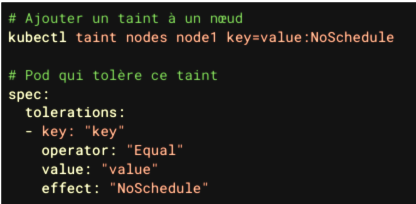 # Ajouter un taint à un nœud
kubectl taint nodes node1 key=value:NoSchedule

# Pod qui tolère ce taint
spec:
  tolerations:
  - key: "key"
    operator: "Equal"
    value: "value"
    effect: "NoSchedule"